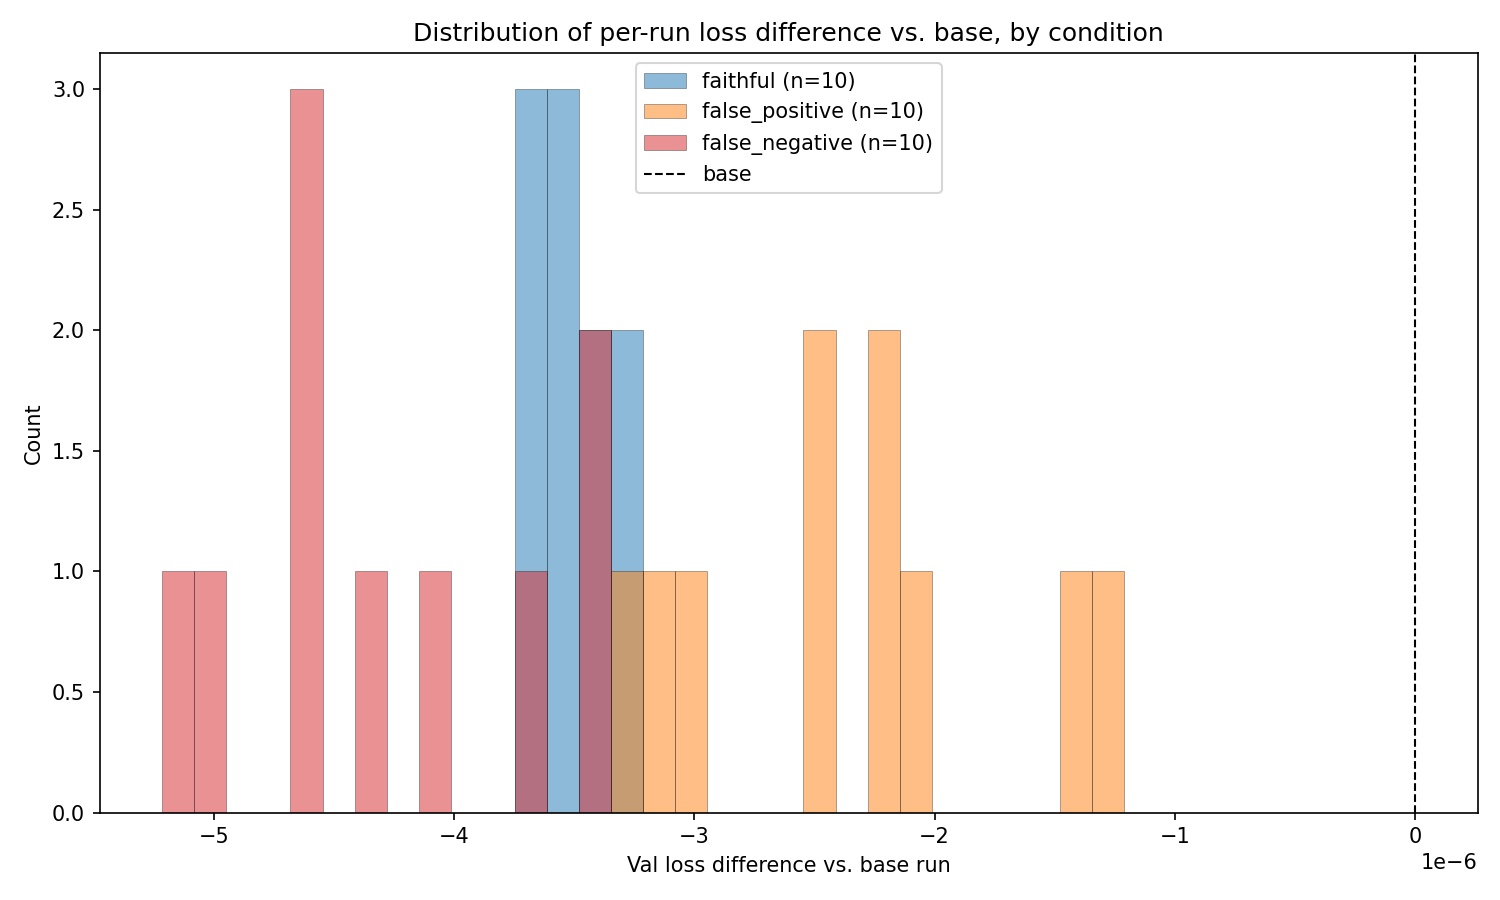 Distribution of per-run loss difference vs. base, by condition
faithful (n=10)
false_positive (n=10)
false_negative (n=10)
base
3.0
2.5
2.0
1.5
1.0
0.5
0.0
Count
−5
−4
−3
−2
−1
0
1e−6
Val loss difference vs. base run